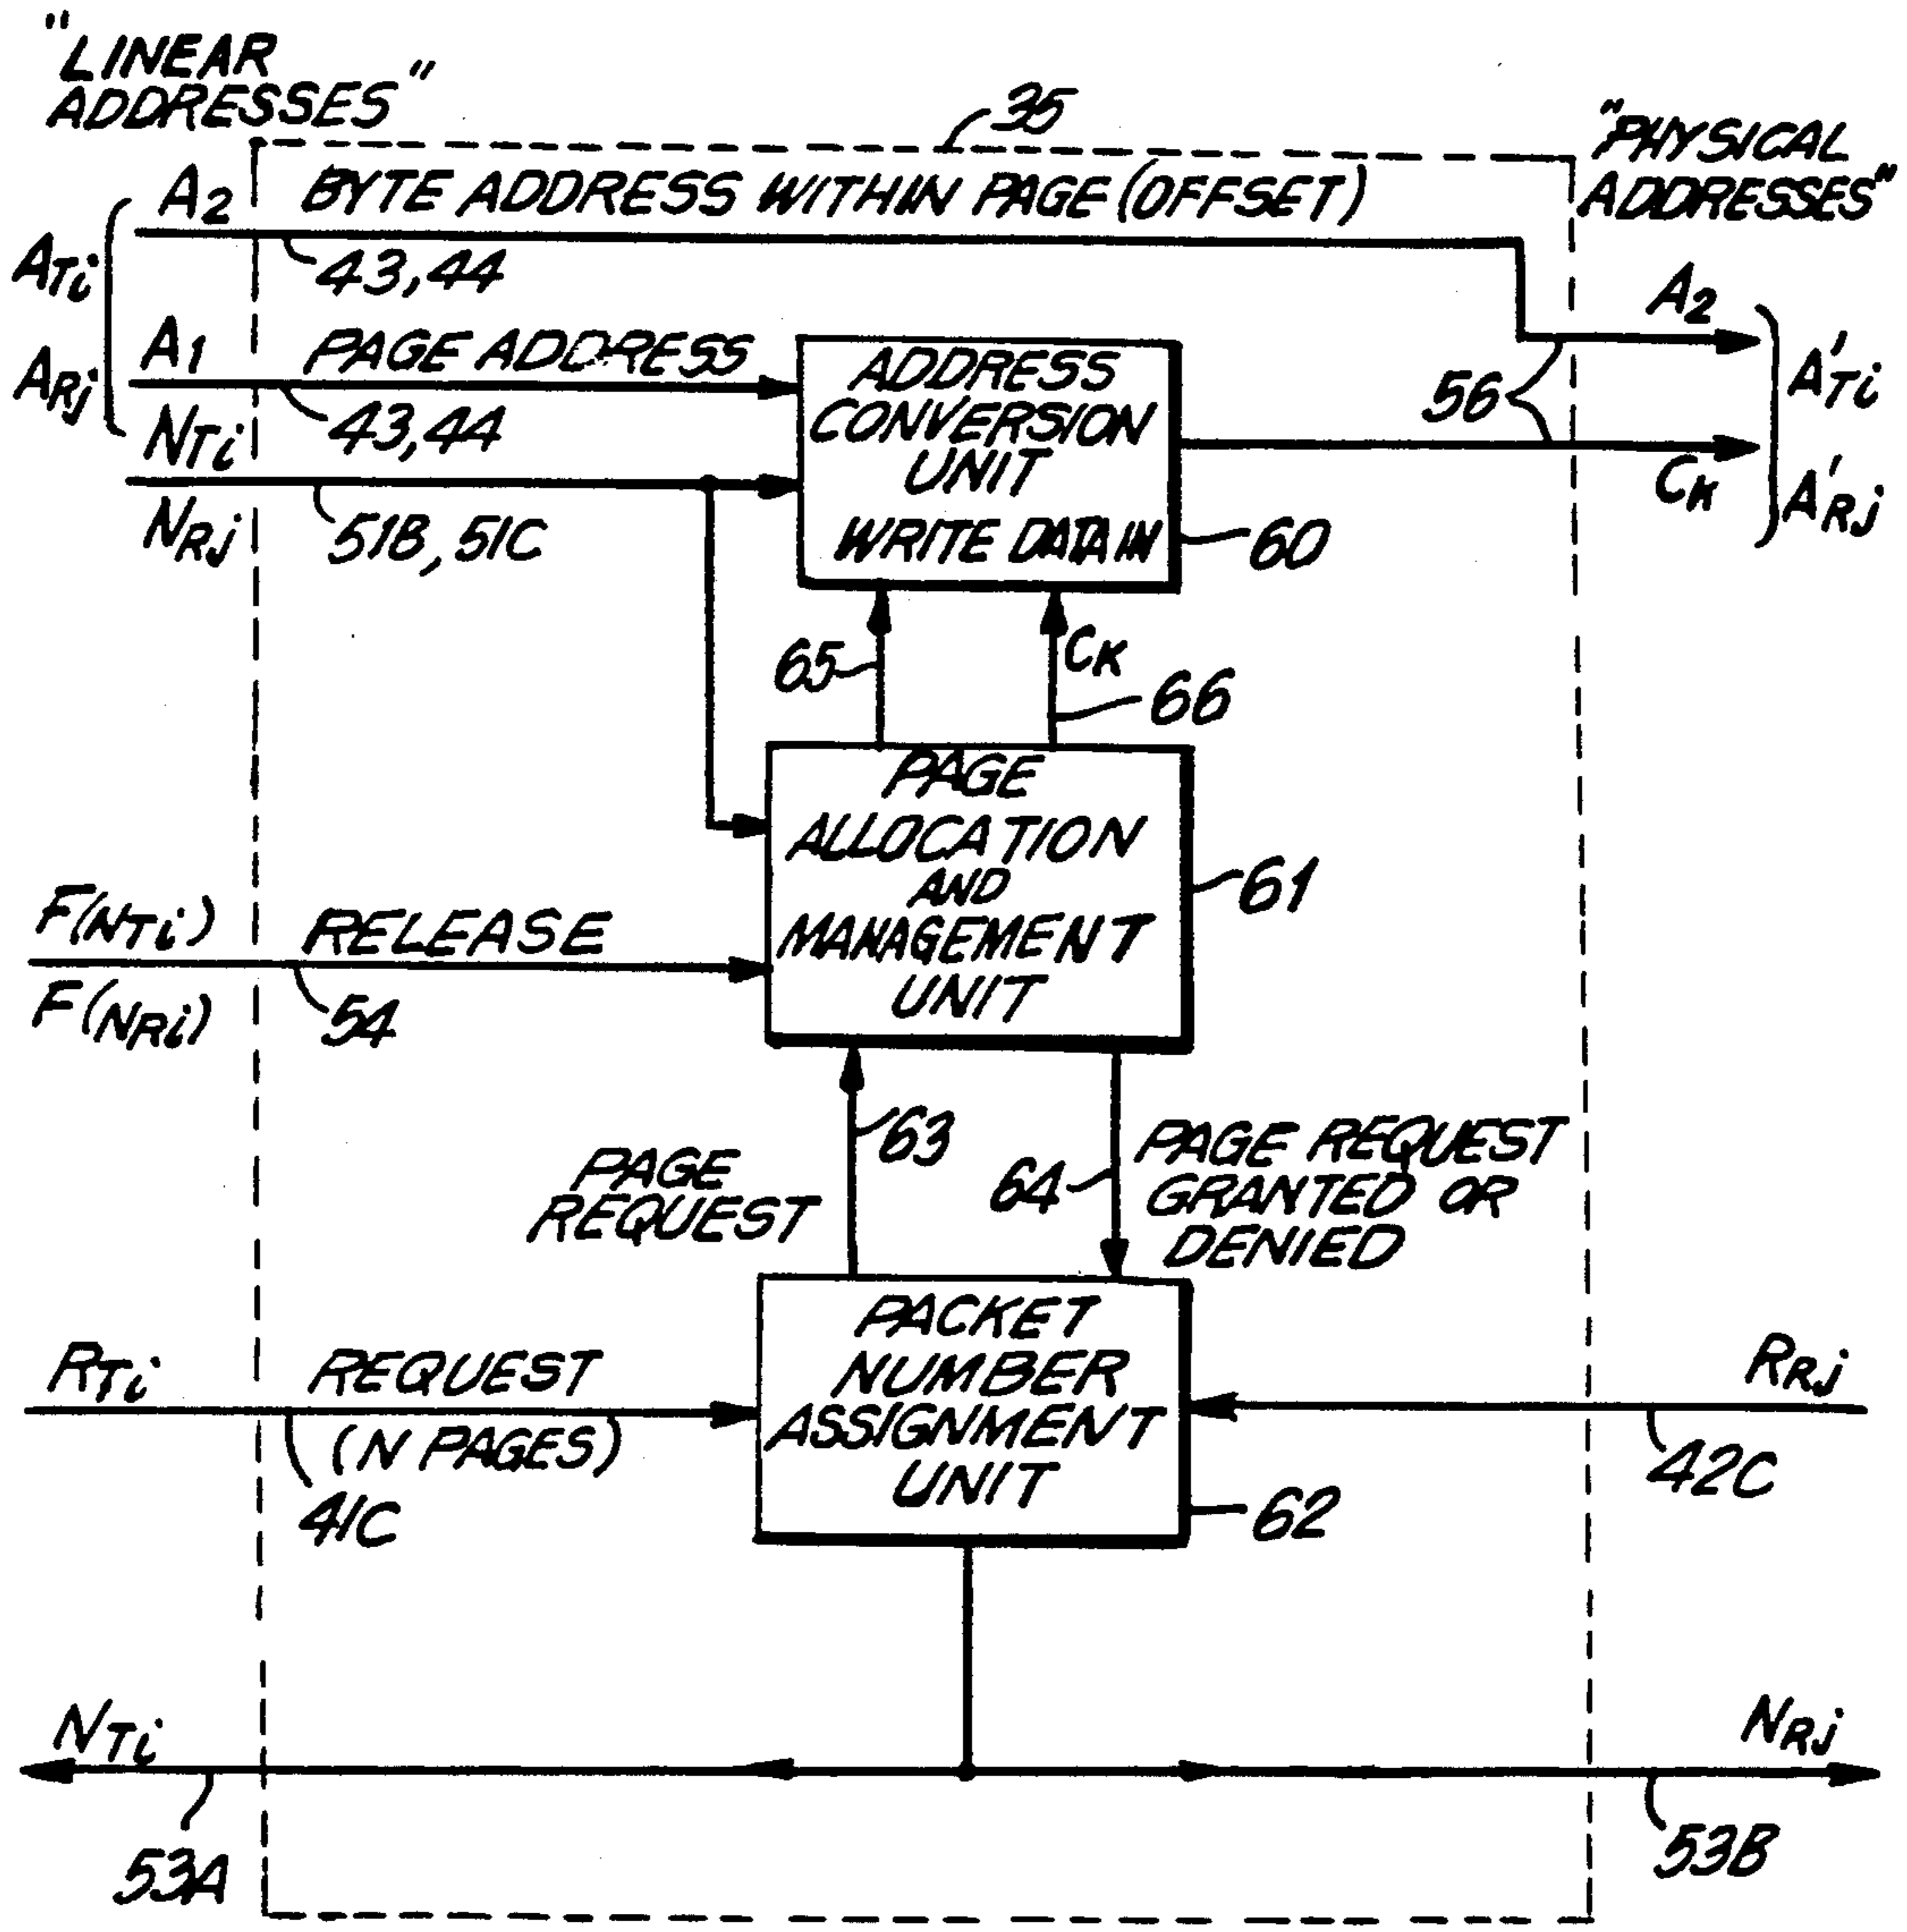 "LINEAR
ADDRESSES"
35
"PHYSICAL
ADDRESSES"
A2
BYTE ADDRESS WITHIN PAGE (OFFSET)
ATi
43,44
A2
ARj
A1
PAGE ADDRESS
ADDRESS
CONVERSION
UNIT
WRITE DATA IN
56
A'Ti
43,44
NTi
CK
A'Rj
NRj
51B, 51C
60
65
CK
66
PAGE
ALLOCATION
AND
MANAGEMENT
UNIT
61
F(NTi)
RELEASE
F(NRi)
54
63
PAGE
REQUEST
64
PAGE REQUEST
GRANTED OR
DENIED
PACKET
NUMBER
ASSIGNMENT
UNIT
RTi
REQUEST
(N PAGES)
RRj
41C
42C
62
NTi
NRj
53A
53B